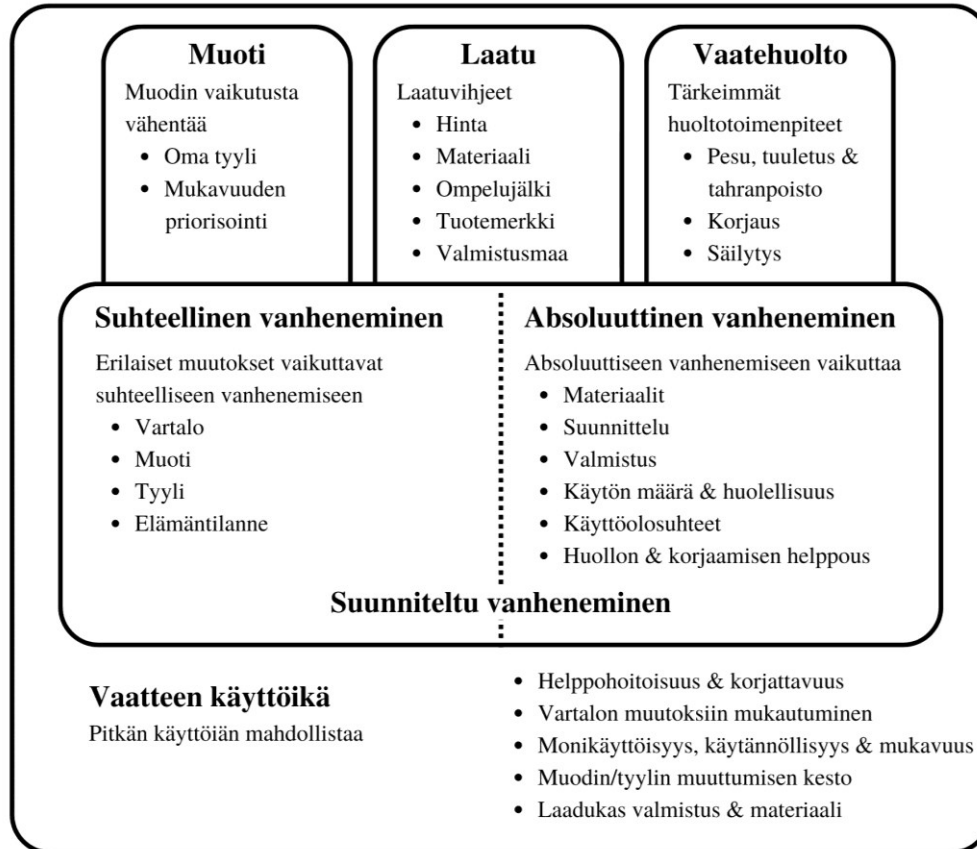 Muoti
Muodin vaikutusta
vähentää
• Oma tyyli
• Mukavuuden
priorisointi
Laatu
Laatuvihjeet
• Hinta
• Materiaali
• Ompelujälki
• Tuotemerkki
• Valmistusmaa
Vaatehuolto
Tärkeimmät
huoltotoimenpiteet
• Pesu, tuuletus &
tahranpoisto
• Korjaus
• Säilytys
Suhteellinen vanheneminen
Erilaiset muutokset vaikuttavat
suhteelliseen vanhenemiseen
• Vartalo
• Muoti
• Tyyli
• Elämäntilanne
Absoluuttinen vanheneminen
Absoluuttiseen vanhenemiseen vaikuttaa
• Materiaalit
• Suunnittelu
• Valmistus
• Käytön määrä & huolellisuus
• Käyttöolosuhteet
• Huollon & korjaamisen helppous
Suunniteltu vanheneminen
Vaatteen käyttöikä
Pitkän käyttöiän mahdollistaa
• Helppohoitoisuus & korjattavuus
• Vartalon muutoksiin mukautuminen
• Monikäyttöisyys, käytännöllisyys & mukavuus
• Muodin/tyylin muuttumisen kesto
• Laadukas valmistus & materiaali